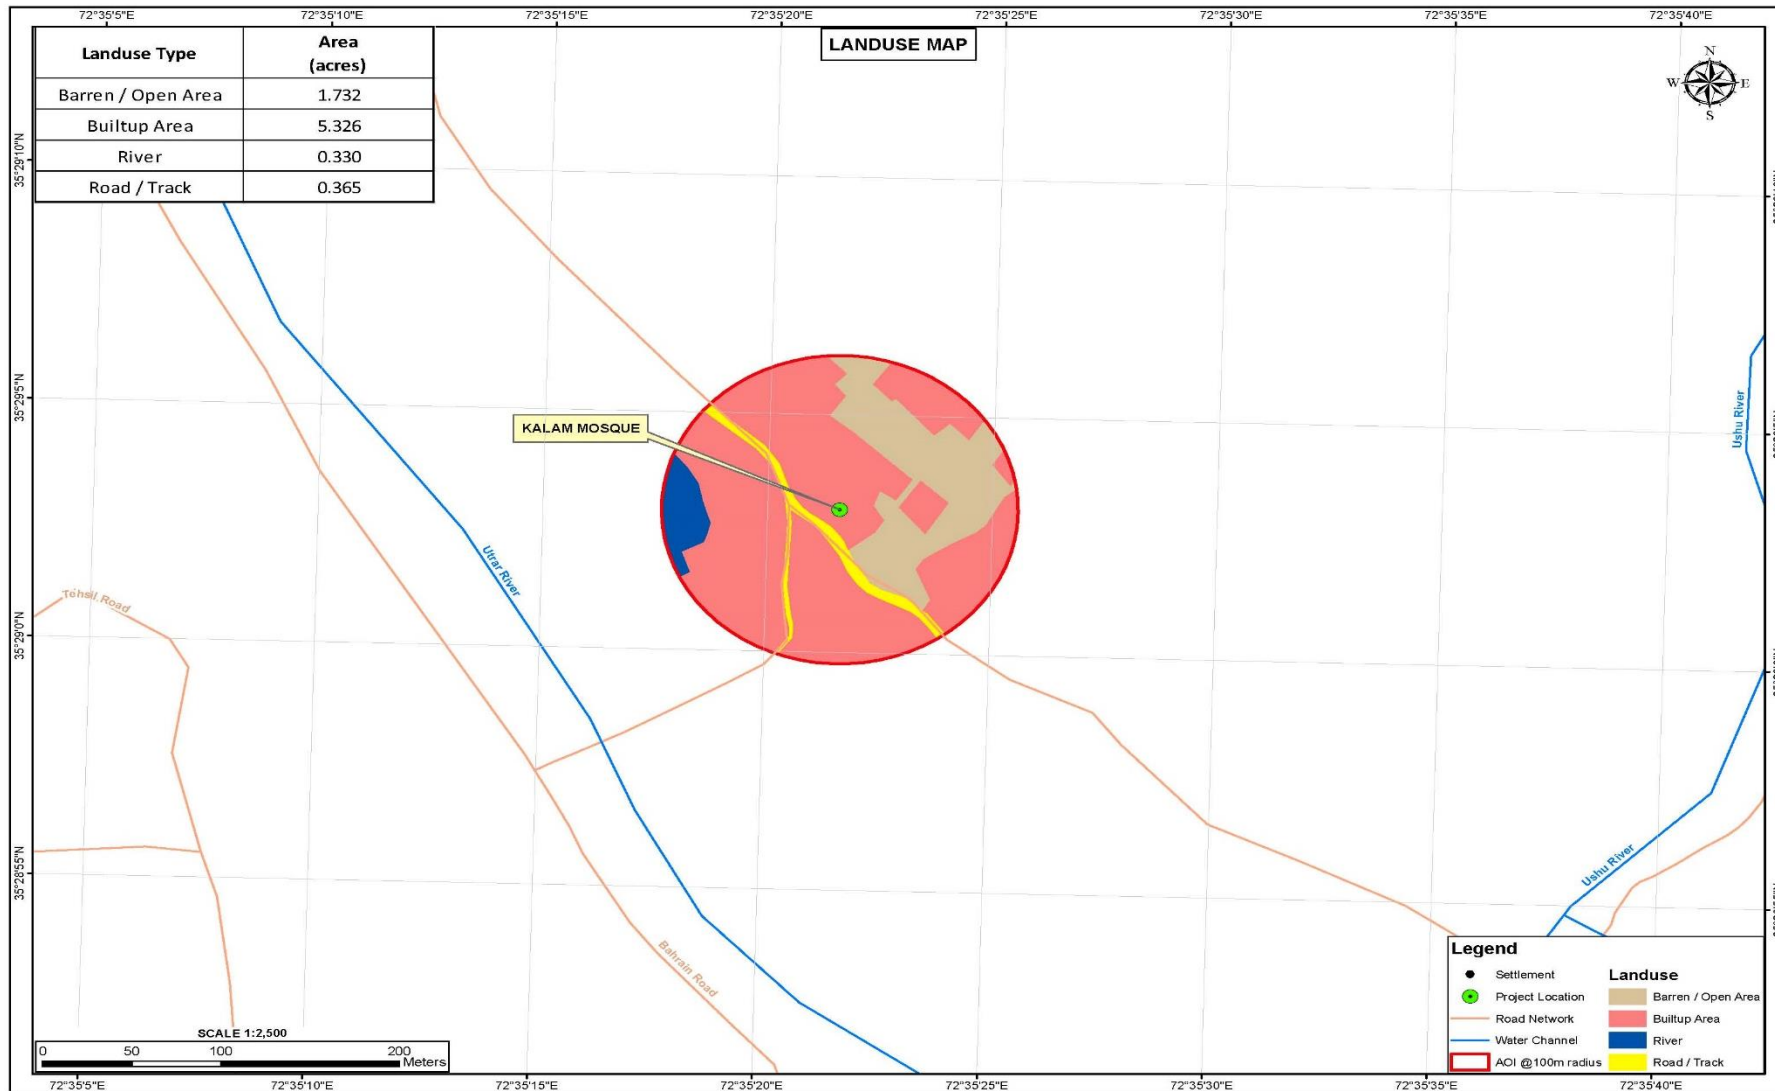 72°35'5"E 72°35'10"E 72°35'15"E 72°35'20"E 72°35'25"E 72°35'30"E 72°35'35"E 72°35'40"E
LANDUSE MAP
Landuse Type Area (acres)
Barren / Open Area 1.732
Builtup Area 5.326
River 0.330
Road / Track 0.365
N
W E
S
35°29'10"N
35°29'5"N
35°29'0"N
35°28'55"N
KALAM MOSQUE
Ushu River
Utrar River
Tehsil Road
Ushu River
Bahrain Road
SCALE 1:2,500
0 50 100 200
Meters
Legend
Settlement
Project Location
Road Network
Water Channel
AOI @100m radius
Landuse
Barren / Open Area
Builtup Area
River
Road / Track
72°35'5"E 72°35'10"E 72°35'15"E 72°35'20"E 72°35'25"E 72°35'30"E 72°35'35"E 72°35'40"E